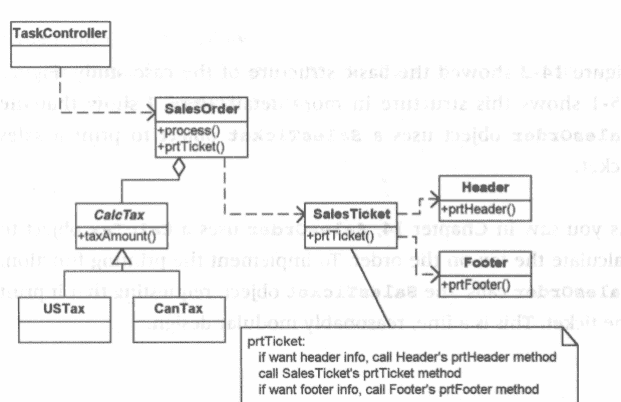 TaskController
SalesOrder
+process()
+prtTicket()
CalcTax
+taxAmount()
USTax
CanTax
SalesTicket
+prtTicket()
Header
+prtHeader()
Footer
+prtFooter()
prtTicket:
if want header info, call Header's prtHeader method
call SalesTicket's prtTicket method
if want footer info, call Footer's prtFooter method